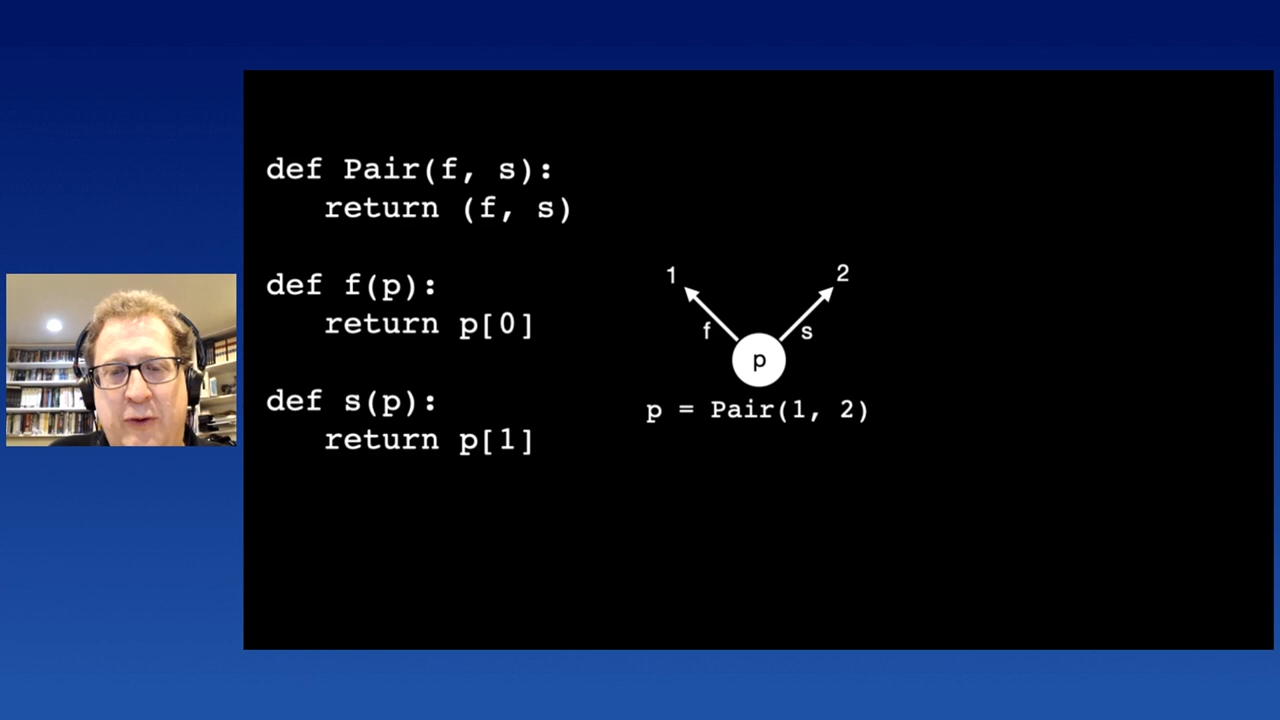 def Pair(f, s):
return (f, s)
def f(p):
return p[0]
def s(p):
return p[1]
1
2
f
s
p
p = Pair(1, 2)